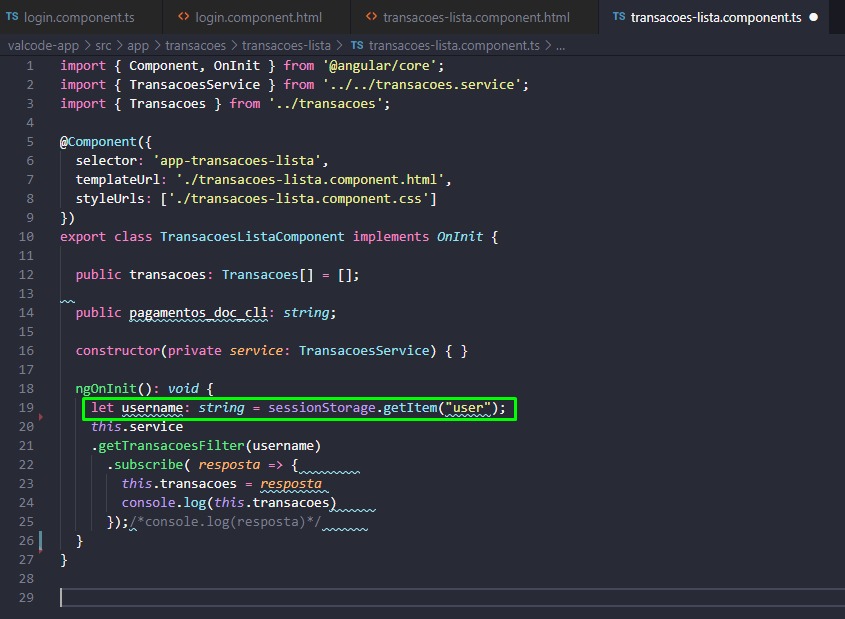 TS login.component.ts <> login.component.html <> transacoes-lista.component.html TS transacoes-lista.component.ts ●
valcode-app > src > app > transacoes > transacoes-lista > TS transacoes-lista.component.ts > ...
1 import { Component, OnInit } from '@angular/core';
2 import { TransacoesService } from '../../transacoes.service';
3 import { Transacoes } from '../transacoes';
4
5 @Component({
6 selector: 'app-transacoes-lista',
7 templateUrl: './transacoes-lista.component.html',
8 styleUrls: ['./transacoes-lista.component.css']
9 })
10 export class TransacoesListaComponent implements OnInit {
11
12 public transacoes: Transacoes[] = [];
13
14 public pagamentos_doc_cli: string;
15
16 constructor(private service: TransacoesService) { }
17
18 ngOnInit(): void {
19 let username: string = sessionStorage.getItem("user");
20 this.service
21 .getTransacoesFilter(username)
22 .subscribe( resposta => {
23 this.transacoes = resposta
24 console.log(this.transacoes)
25 });/*console.log(resposta)*/
26 }
27 }
28
29